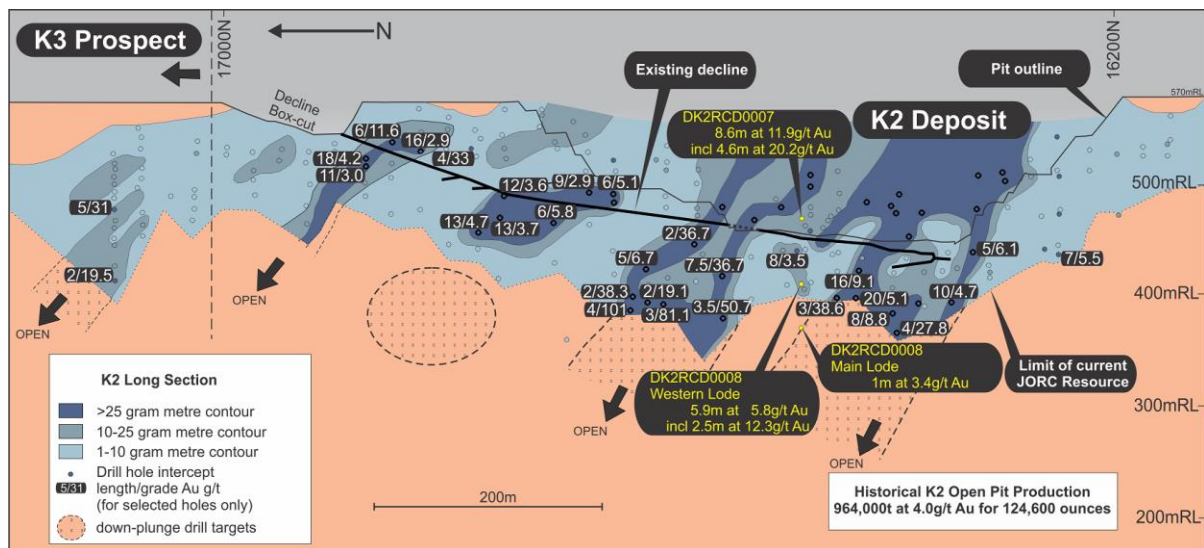 K3 Prospect
17000N
N
16200N
Existing decline
Pit outline
570mRL
Decline
Box-cut
DK2RCD0007
8.6m at 11.9g/t Au
incl 4.6m at 20.2g/t Au
K2 Deposit
6/11.6
16/2.9
4/33
18/4.2
11/3.0
12/3.6
9/2.9
6/5.1
500mRL
5/31
13/4.7
13/3.7
6/5.8
2/36.7
5/6.7
7.5/36.7
8/3.5
5/6.1
7/5.5
2/19.5
16/9.1
2/38.3
2/19.1
20/5.1
10/4.7
400mRL
4/101
3/81.1
3.5/50.7
3/38.6
8/8.8
4/27.8
OPEN
OPEN
DK2RCD0008
Main Lode
1m at 3.4g/t Au
Limit of current
JORC Resource
DK2RCD0008
Western Lode
5.9m at 5.8g/t Au
incl 2.5m at 12.3g/t Au
300mRL
OPEN
OPEN
K2 Long Section
>25 gram metre contour
10-25 gram metre contour
1-10 gram metre contour
Drill hole intercept
5/31 length/grade Au g/t
(for selected holes only)
down-plunge drill targets
200m
Historical K2 Open Pit Production
964,000t at 4.0g/t Au for 124,600 ounces
200mRL